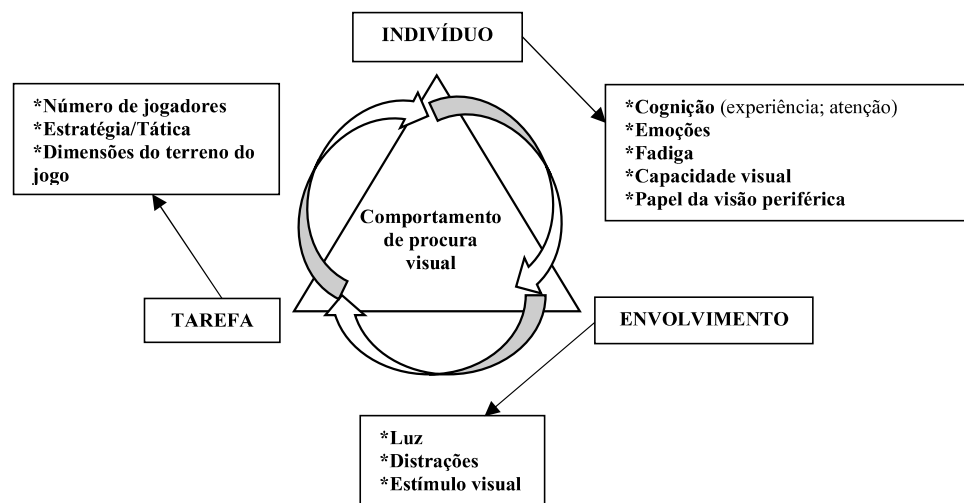 INDIVÍDUO
*Número de jogadores
*Estratégia/Tática
*Dimensões do terreno do
jogo
*Cognição (experiência; atenção)
*Emoções
*Fadiga
*Capacidade visual
*Papel da visão periférica
Comportamento
de procura
visual
TAREFA
ENVOLVIMENTO
*Luz
*Distrações
*Estímulo visual